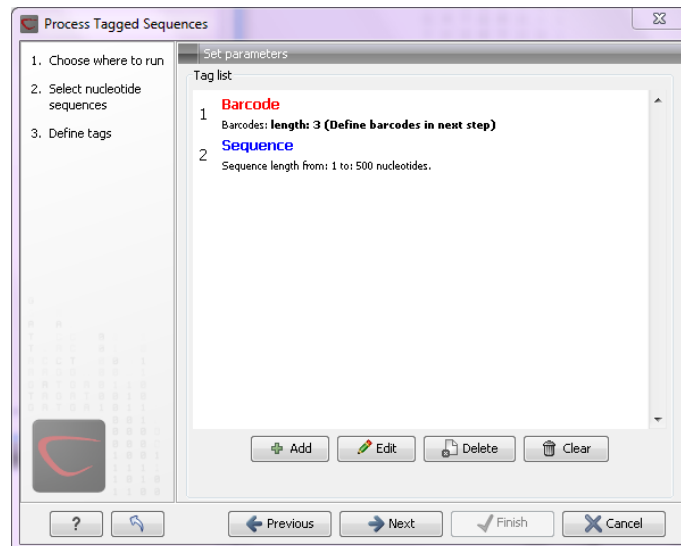 Process Tagged Sequences
1. Choose where to run
2. Select nucleotide
sequences
3. Define tags
Set parameters
Tag list
1 Barcode
Barcodes: length: 3 (Define barcodes in next step)
2 Sequence
Sequence length from: 1 to: 500 nucleotides.
Add Edit Delete Clear
? Previous Next Finish Cancel